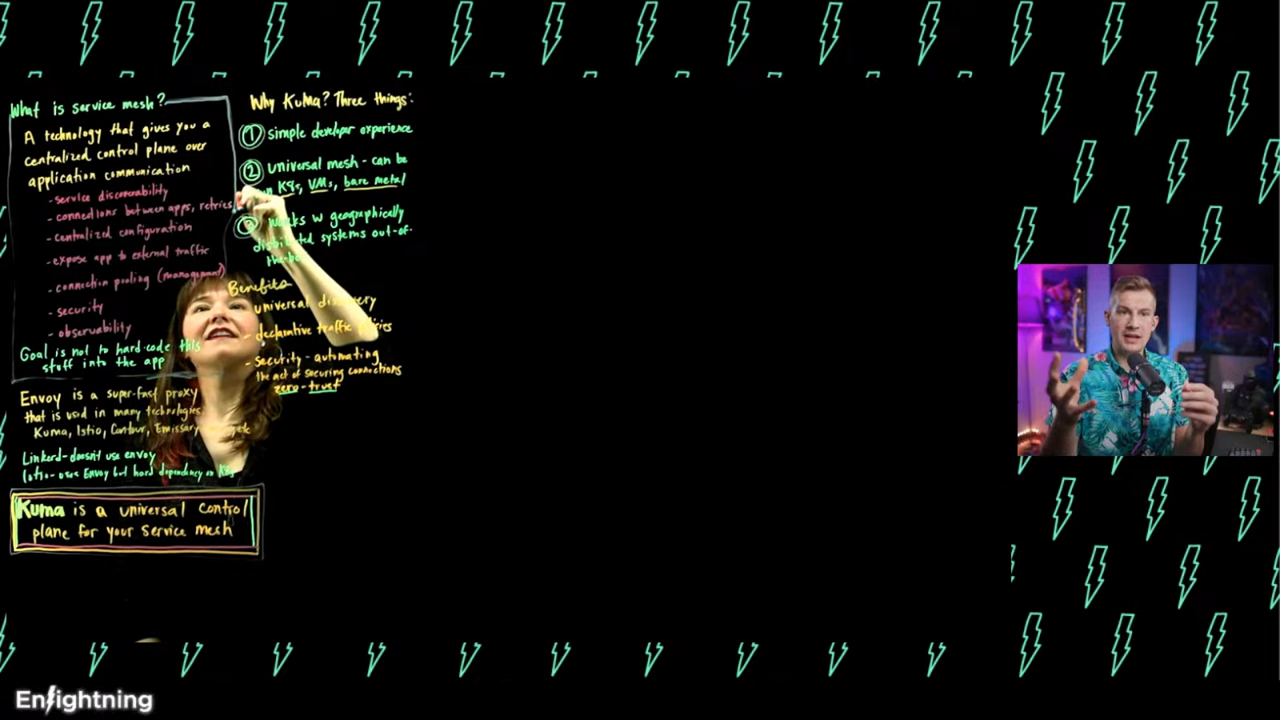 What is service mesh?
A technology that gives you a
centralized control plane over
application communication
- service discoverability
- connections between apps, retries
- centralized configuration
- expose app to external traffic
- connection pooling (management)
- security
- observability
Goal is not to hard-code this
stuff into the app
Envoy is a super-fast proxy
that is used in many technologies
Kuma, Istio, Contour, Emissary
Linkerd - doesn't use envoy
Istio - uses Envoy but hard dependency on K8s
Kuma is a universal control
plane for your service mesh
Why Kuma? Three things:
1 simple developer experience
2 universal mesh - can be
K8s, VMs, bare metal
works w geographically
distributed systems out-of-
the-
Benefits
- universal discovery
- declarative traffic policies
- security - automating
the act of securing connections
zero-trust
Enlightning